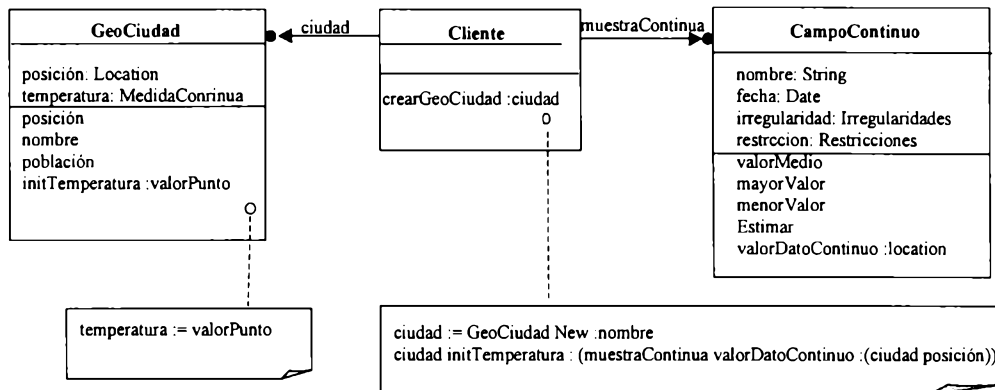 GeoCiudad
posición: Location
temperatura: MedidaConrinua
posición
nombre
población
initTemperatura :valorPunto
ciudad
Cliente
crearGeoCiudad :ciudad
muestraContinua
CampoContinuo
nombre: String
fecha: Date
irregularidad: Irregularidades
restrccion: Restricciones
valorMedio
mayorValor
menorValor
Estimar
valorDatoContinuo :location
temperatura := valorPunto
ciudad := GeoCiudad New :nombre
ciudad initTemperatura : (muestraContinua valorDatoContinuo :(ciudad posición))